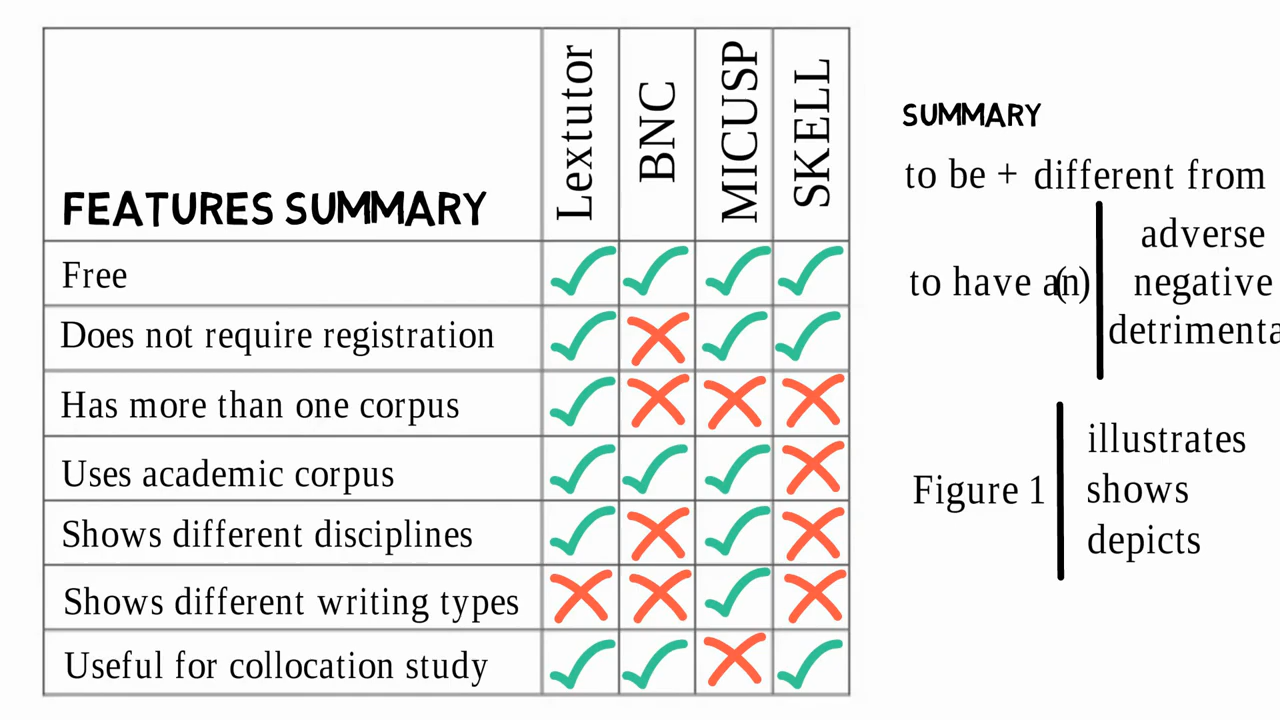 Lextutor
BNC
MICUSP
SKELL
FEATURES SUMMARY
Free
Does not require registration
Has more than one corpus
Uses academic corpus
Shows different disciplines
Shows different writing types
Useful for collocation study
SUMMARY
to be + different from
adverse
to have a(n) negative
detrimenta
illustrates
Figure 1 shows
depicts